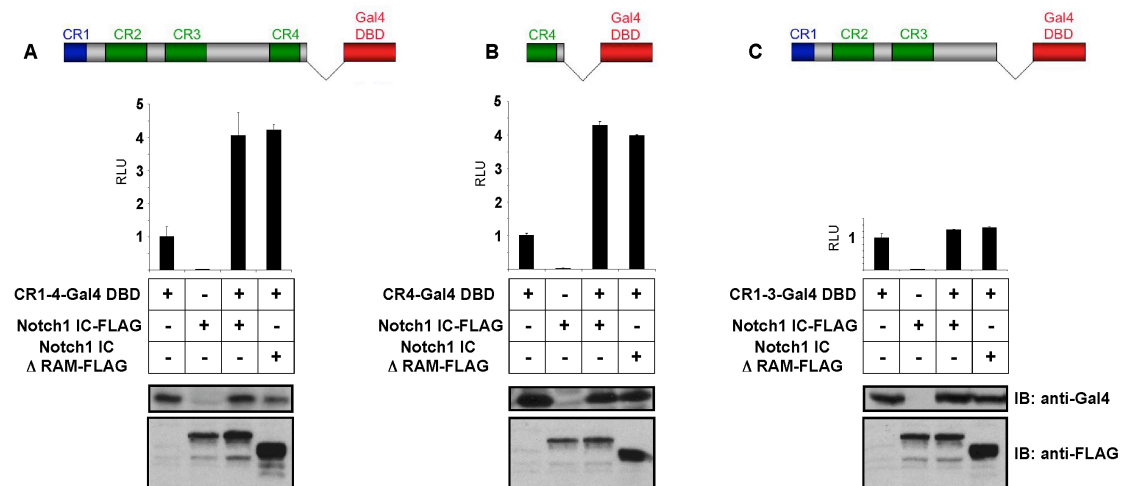 A
CR1 CR2 CR3 CR4 Gal4 DBD
RLU
5
4
3
2
1
CR1-4-Gal4 DBD + - + +
Notch1 IC-FLAG - + + -
Notch1 IC Δ RAM-FLAG - - - +
B
CR4 Gal4 DBD
RLU
5
4
3
2
1
CR4-Gal4 DBD + - + +
Notch1 IC-FLAG - + + -
Notch1 IC Δ RAM-FLAG - - - +
C
CR1 CR2 CR3 Gal4 DBD
RLU
1
CR1-3-Gal4 DBD + - + +
Notch1 IC-FLAG - + + -
Notch1 IC Δ RAM-FLAG - - - +
IB: anti-Gal4
IB: anti-FLAG